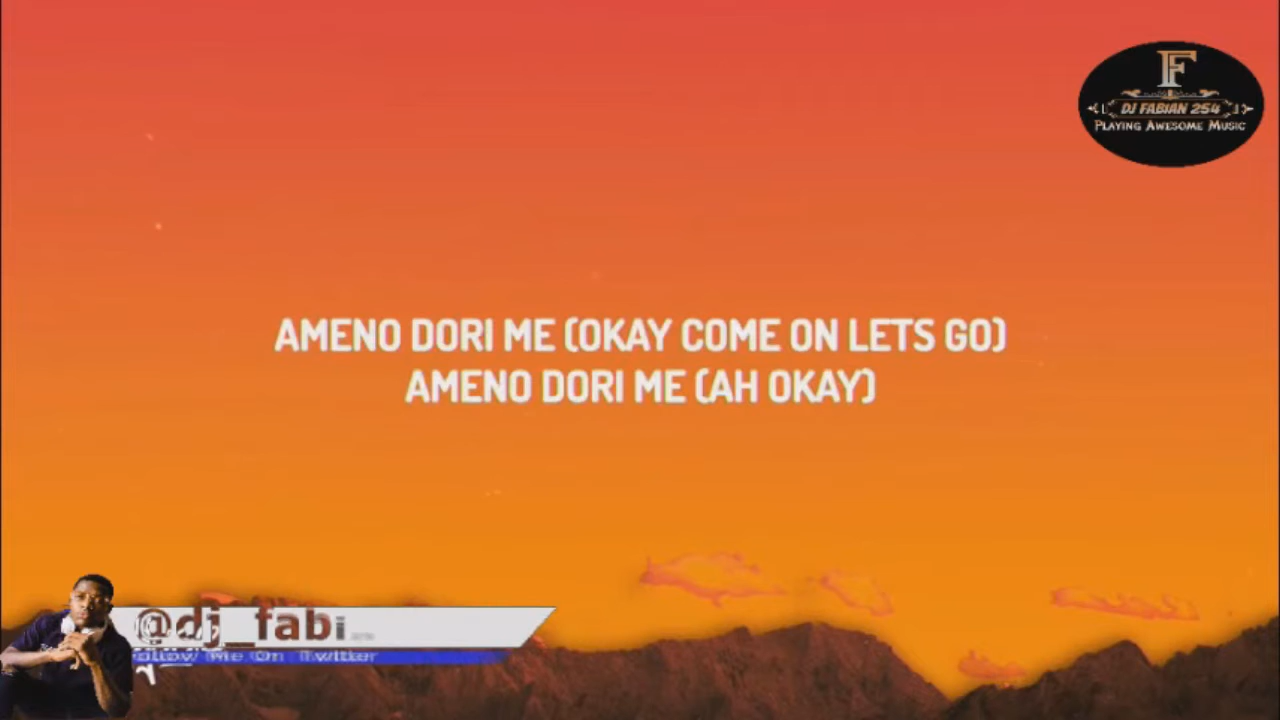 F
DJ FABIAN 254
PLAYING AWESOME MUSIC
AMENO DORI ME (OKAY COME ON LETS GO)
AMENO DORI ME (AH OKAY)
@dj_fabi
Follow Me On Twitter